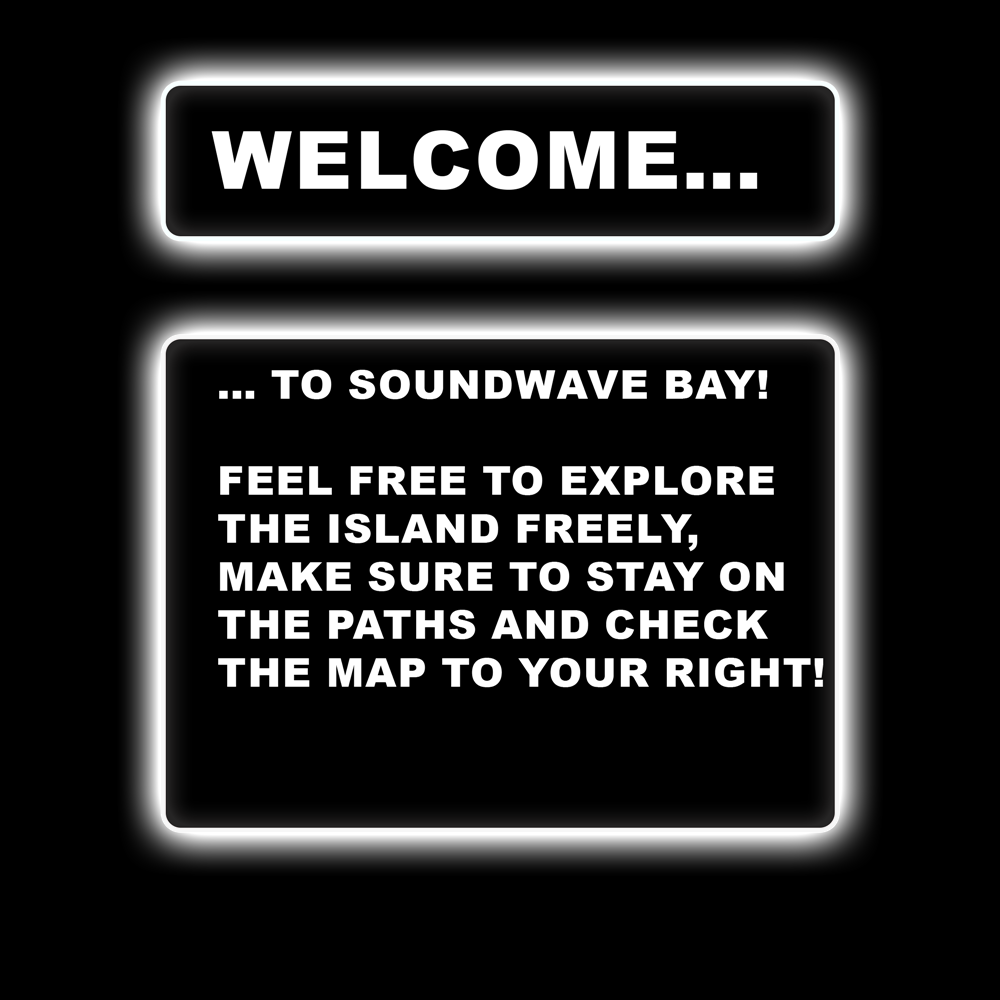 WELCOME...
... TO SOUNDWAVE BAY!
FEEL FREE TO EXPLORE
THE ISLAND FREELY,
MAKE SURE TO STAY ON
THE PATHS AND CHECK
THE MAP TO YOUR RIGHT!